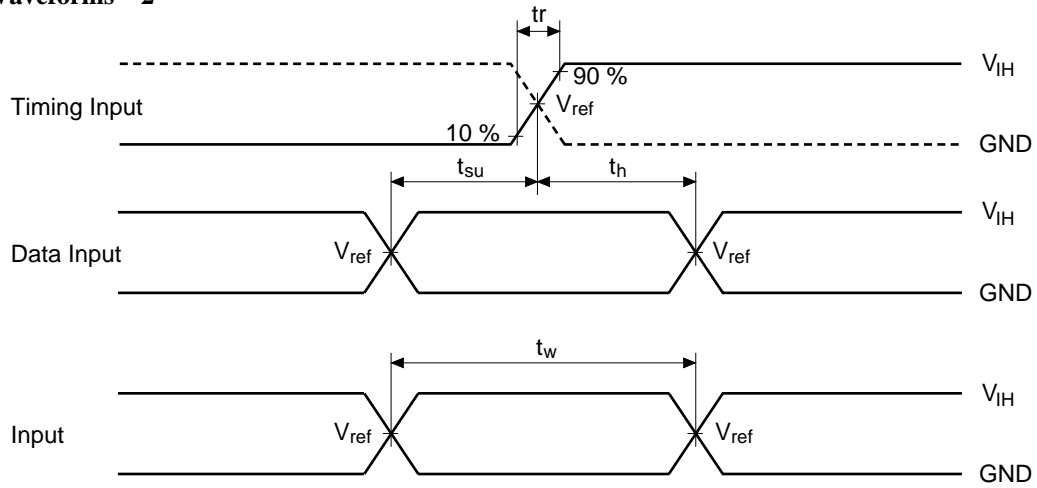 tr
V_IH
90 %
Timing Input
V_ref
10 %
GND
t_su
t_h
V_IH
Data Input
V_ref
V_ref
GND
t_w
V_IH
Input
V_ref
V_ref
GND